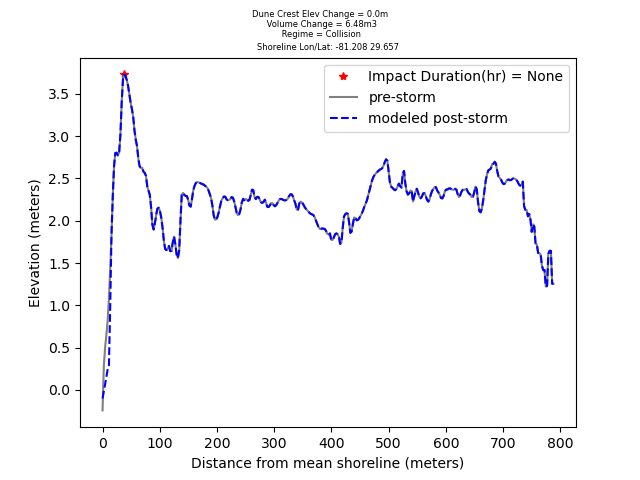 Dune Crest Elev Change = 0.0m
Volume Change = 6.48m3
Regime = Collision
Shoreline Lon/Lat: -81.208 29.657
Impact Duration(hr) = None
pre-storm
modeled post-storm
Elevation (meters)
3.5
3.0
2.5
2.0
1.5
1.0
0.5
0.0
0 100 200 300 400 500 600 700 800
Distance from mean shoreline (meters)